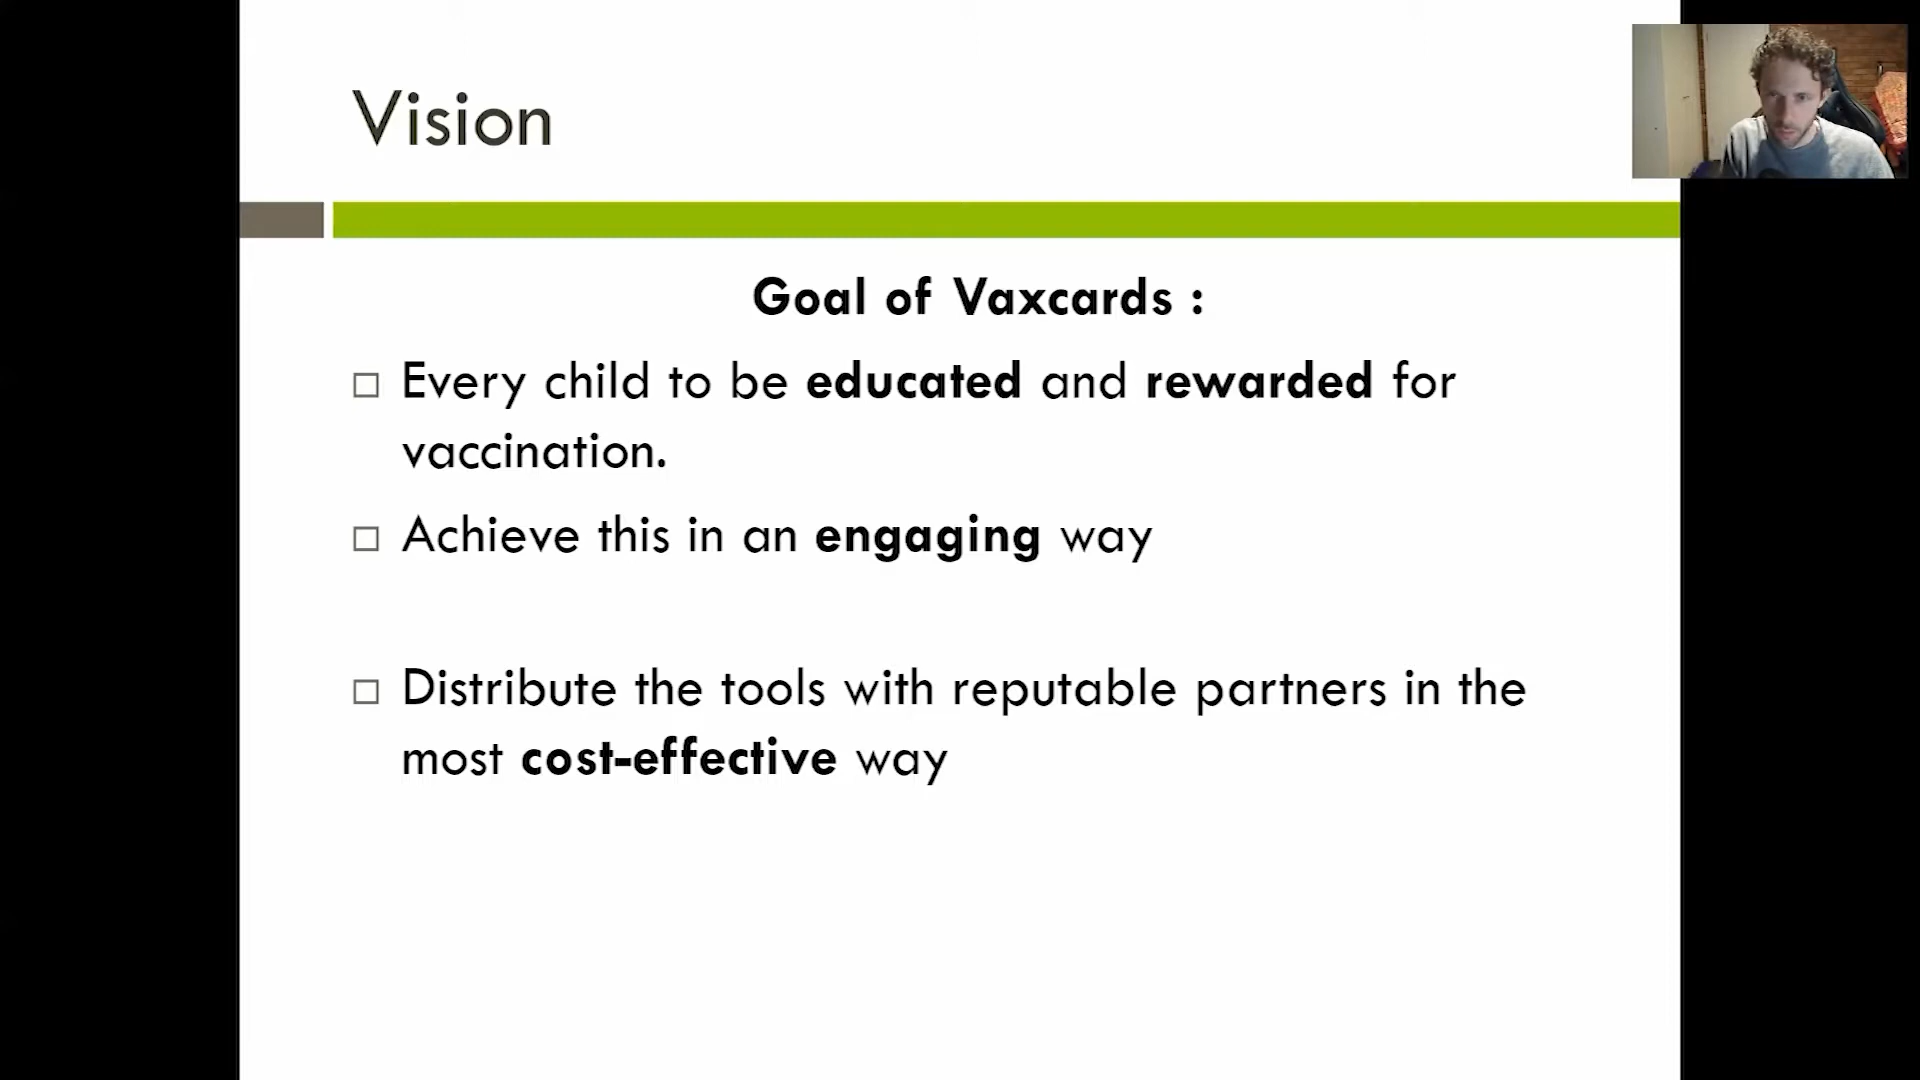 Vision
Goal of Vaxcards :
Every child to be educated and rewarded for
vaccination.
Achieve this in an engaging way
Distribute the tools with reputable partners in the
most cost-effective way